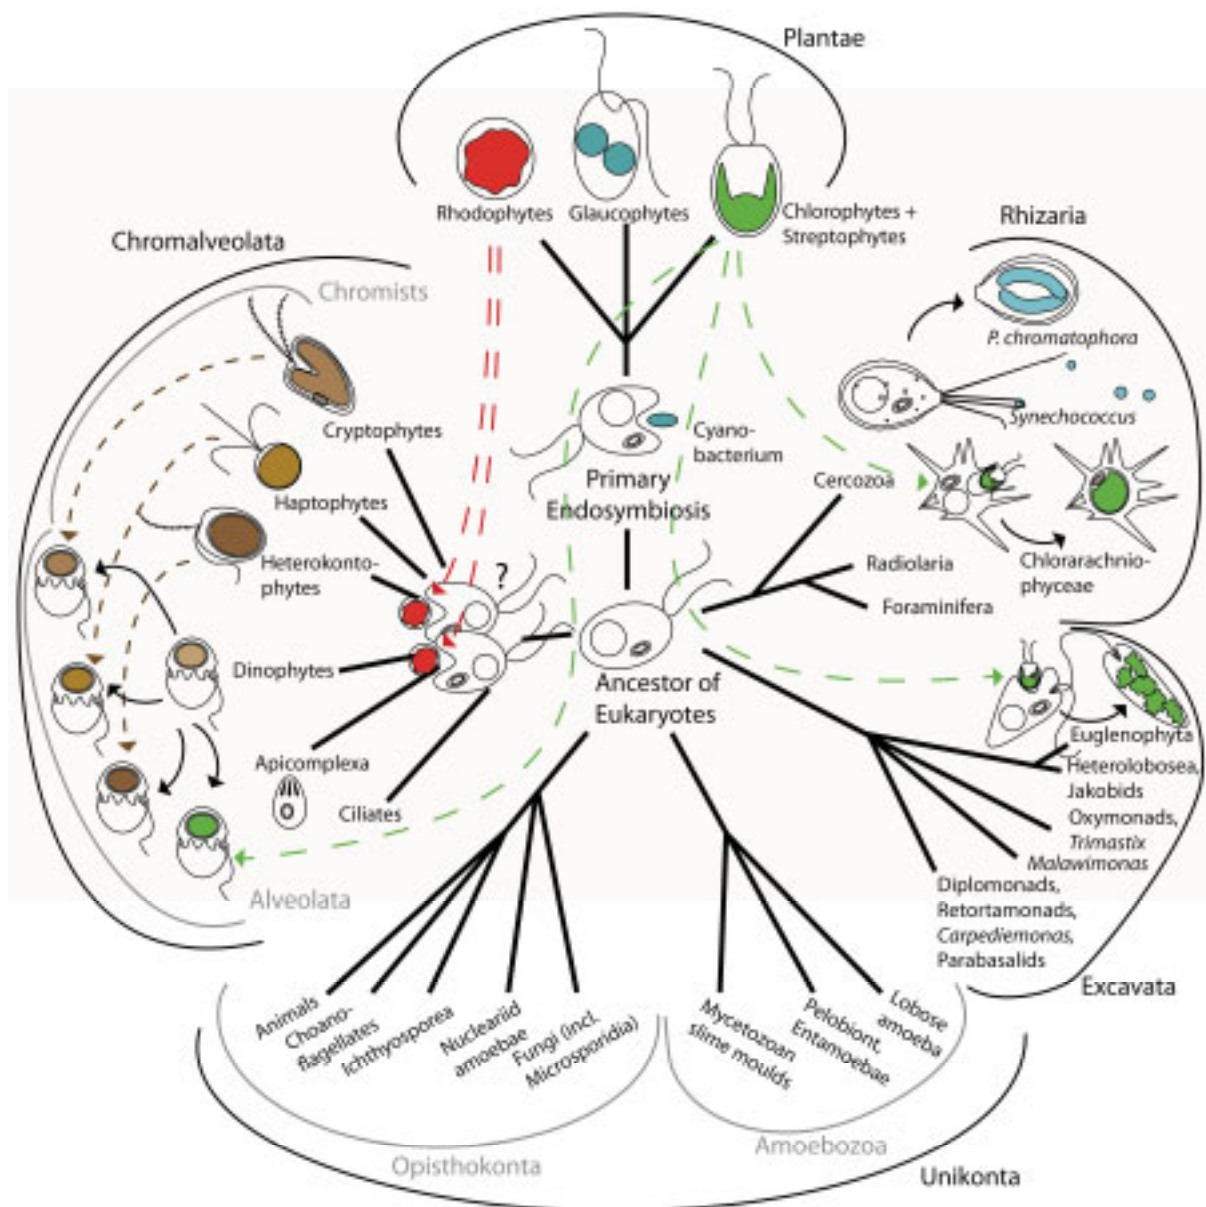 Plantae
Rhodophytes
Glaucophytes
Chlorophytes +
Streptophytes
Rhizaria
P. chromatophora
Synechococcus
Cercozoa
Chlorarachnio-
phyceae
Radiolaria
Foraminifera
Chromalveolata
Chromists
Cryptophytes
Haptophytes
Heterokonto-
phytes
Dinophytes
Apicomplexa
Ciliates
Alveolata
?
Cyano-
bacterium
Primary
Endosymbiosis
Ancestor of
Eukaryotes
Euglenophyta
Heterolobosea,
Jakobids
Oxymonads,
Trimastix
Malawimonas
Diplomonads,
Retortamonads,
Carpediemonas,
Parabasalids
Excavata
Animals
Choano-
flagellates
Ichthyosporea
Nucleariid
amoebae
Fungi (incl.
Microsporidia)
Mycetozoan
slime moulds
Pelobiont,
Entamoebae
Lobose
amoeba
Opisthokonta
Amoebozoa
Unikonta